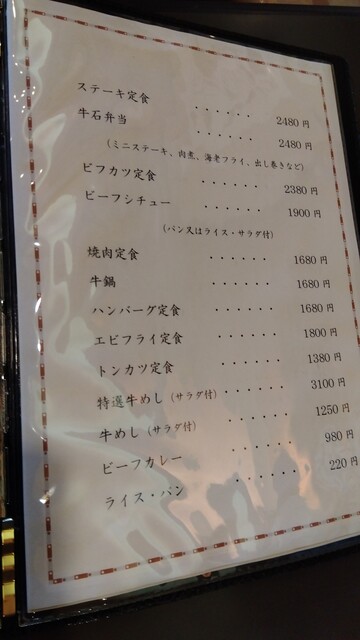 ステーキ定食 ・・・・・・ 2480円
牛石弁当 ・・・・・・ 2480円
(ミニステーキ、肉煮、海老フライ、出し巻きなど)
ビフカツ定食 ・・・・・・ 2380円
ビーフシチュー ・・・・・・ 1900円
(パン又はライス・サラダ付)
焼肉定食 ・・・・・・ 1680円
牛鍋 ・・・・・・ 1680円
ハンバーグ定食 ・・・・・・ 1680円
エビフライ定食 ・・・・・・ 1800円
トンカツ定食 ・・・・・・ 1380円
特選牛めし(サラダ付) ・・・・・・ 3100円
牛めし(サラダ付) ・・・・・・ 1250円
ビーフカレー ・・・・・・ 980円
ライス・パン ・・・・・・ 220円